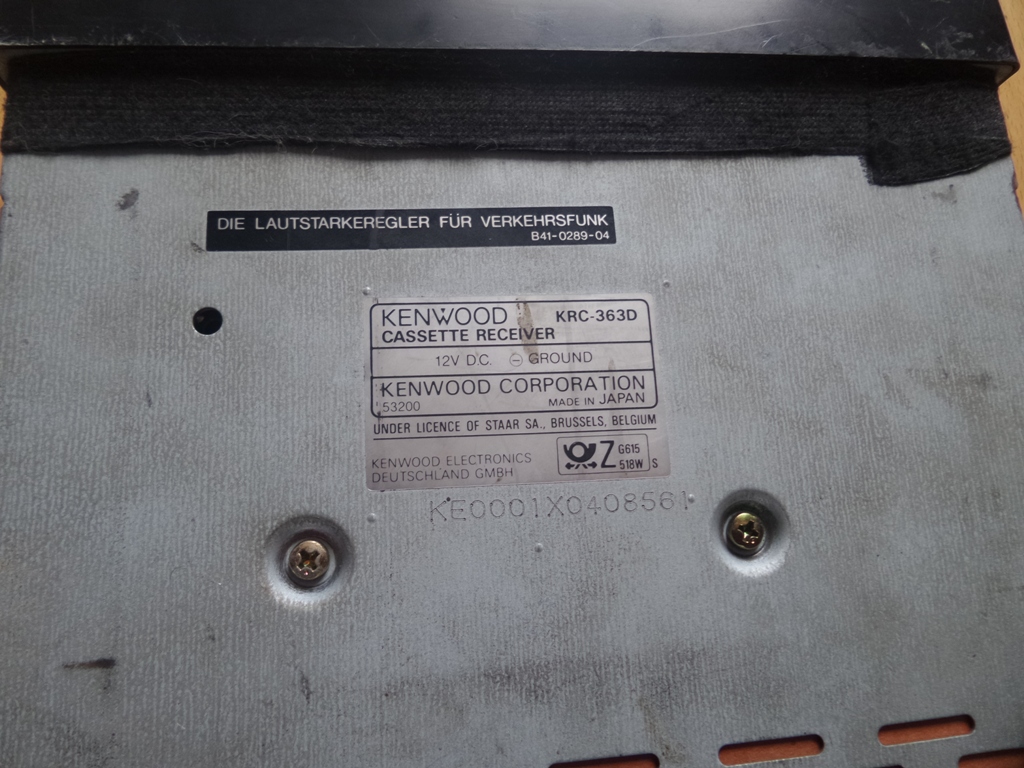 DIE LAUTSTARKEREGLER FÜR VERKEHRSFUNK
B41-0289-04
KENWOOD KRC-363D
CASSETTE RECEIVER
12V D.C. ⊖ GROUND
KENWOOD CORPORATION
53200 MADE IN JAPAN
UNDER LICENCE OF STAAR SA., BRUSSELS, BELGIUM
KENWOOD ELECTRONICS
DEUTSCHLAND GMBH
Z G615
518W S
KE0001X0408561